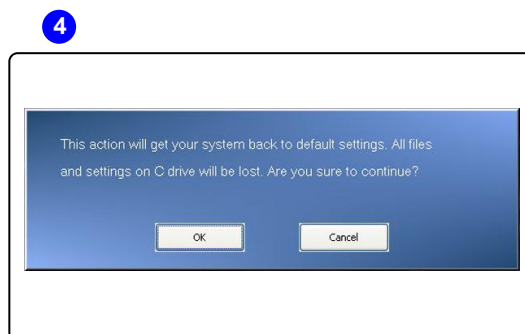 4
This action will get your system back to default settings. All files
and settings on C drive will be lost. Are you sure to continue?
OK
Cancel